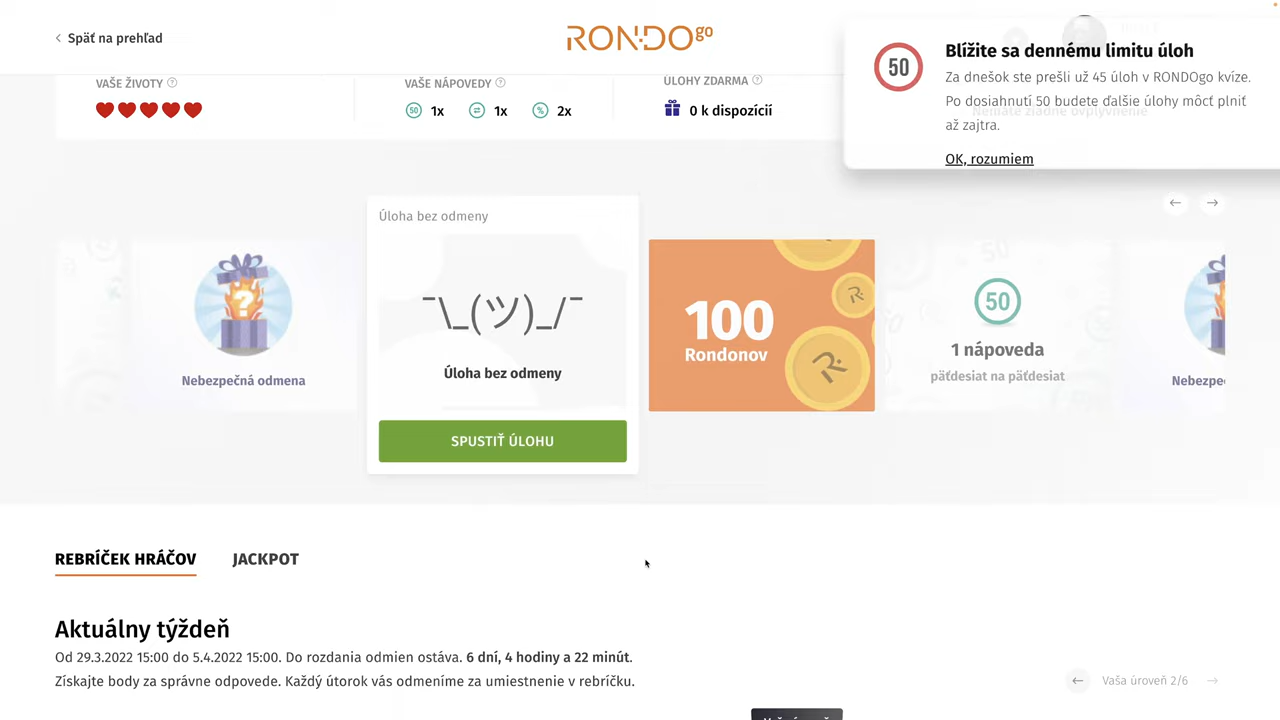 Späť na prehľad
RONDOgo
VAŠE ŽIVOTY
VAŠE NÁPOVEDY
50 1x
1x
% 2x
ÚLOHY ZDARMA
0 k dispozícií
50
Blížite sa dennému limitu úloh
Za dnešok ste prešli už 45 úloh v RONDOgo kvíze.
Po dosiahnutí 50 budete ďalšie úlohy môcť plniť
až zajtra.
OK, rozumiem
Nemáte žiadne ovplyvnenie
Nebezpečná odmena
Úloha bez odmeny
¯\_(ツ)_/¯
Úloha bez odmeny
SPUSTIŤ ÚLOHU
100
Rondonov
50
1 nápoveda
päťdesiat na päťdesiat
Nebezpe
REBRÍČEK HRÁČOV
JACKPOT
Aktuálny týždeň
Od 29.3.2022 15:00 do 5.4.2022 15:00. Do rozdania odmien ostáva. 6 dní, 4 hodiny a 22 minút.
Získajte body za správne odpovede. Každý útorok vás odmeníme za umiestnenie v rebríčku.
Vaša úroveň 2/6